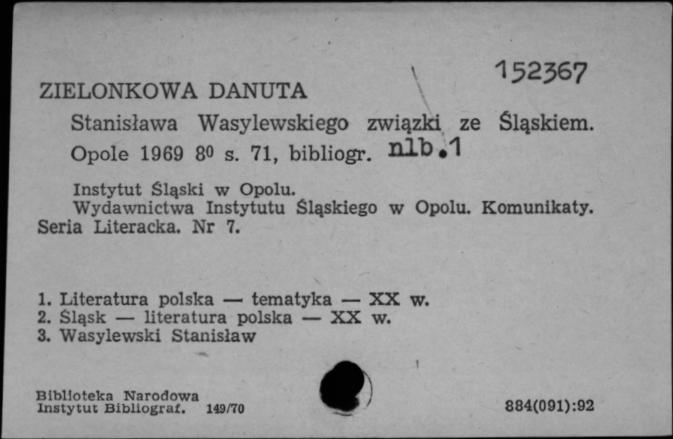 152367
ZIELONKOWA DANUTA
Stanisława Wasylewskiego związki ze Śląskiem.
Opole 1969 8⁰ s. 71, bibliogr. nlb.1
Instytut Śląski w Opolu.
Wydawnictwa Instytutu Śląskiego w Opolu. Komunikaty.
Seria Literacka. Nr 7.
1. Literatura polska — tematyka — XX w.
2. Śląsk — literatura polska — XX w.
3. Wasylewski Stanisław
Biblioteka Narodowa
Instytut Bibliograf. 149/70
884(091):92